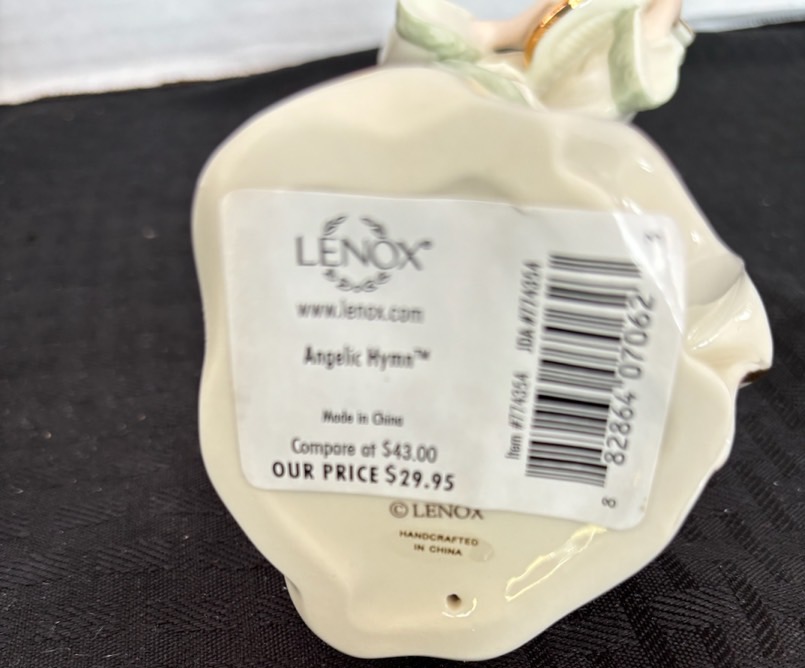 LENOX®
www.lenox.com
Angelic Hymn™
Made in China
Compare at $43.00
OUR PRICE $29.95
Item #774354
JDA #774354
8 82864 07062
© LENOX
HANDCRAFTED
IN CHINA